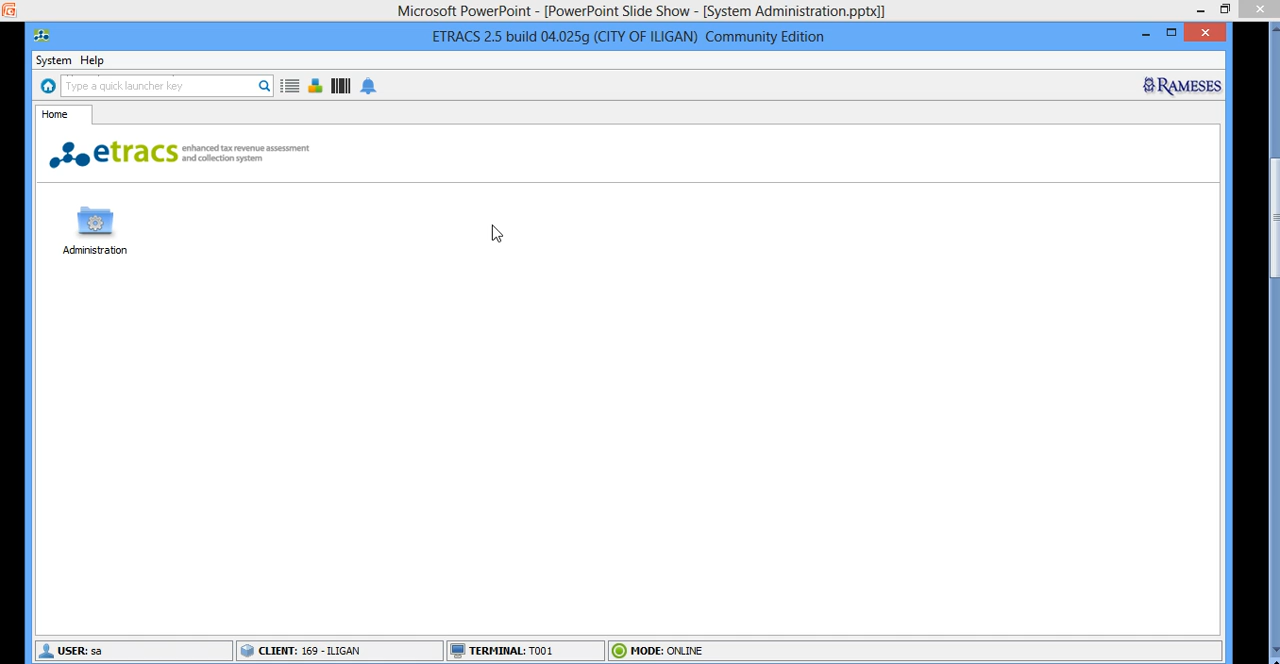 Microsoft PowerPoint - [PowerPoint Slide Show - [System Administration.pptx]]
ETRACS 2.5 build 04.025g (CITY OF ILIGAN)  Community Edition
System Help
Type a quick launcher key
RAMESES
Home
etracs enhanced tax revenue assessment
and collection system
Administration
USER: sa
CLIENT: 169 - ILIGAN
TERMINAL: T001
MODE: ONLINE